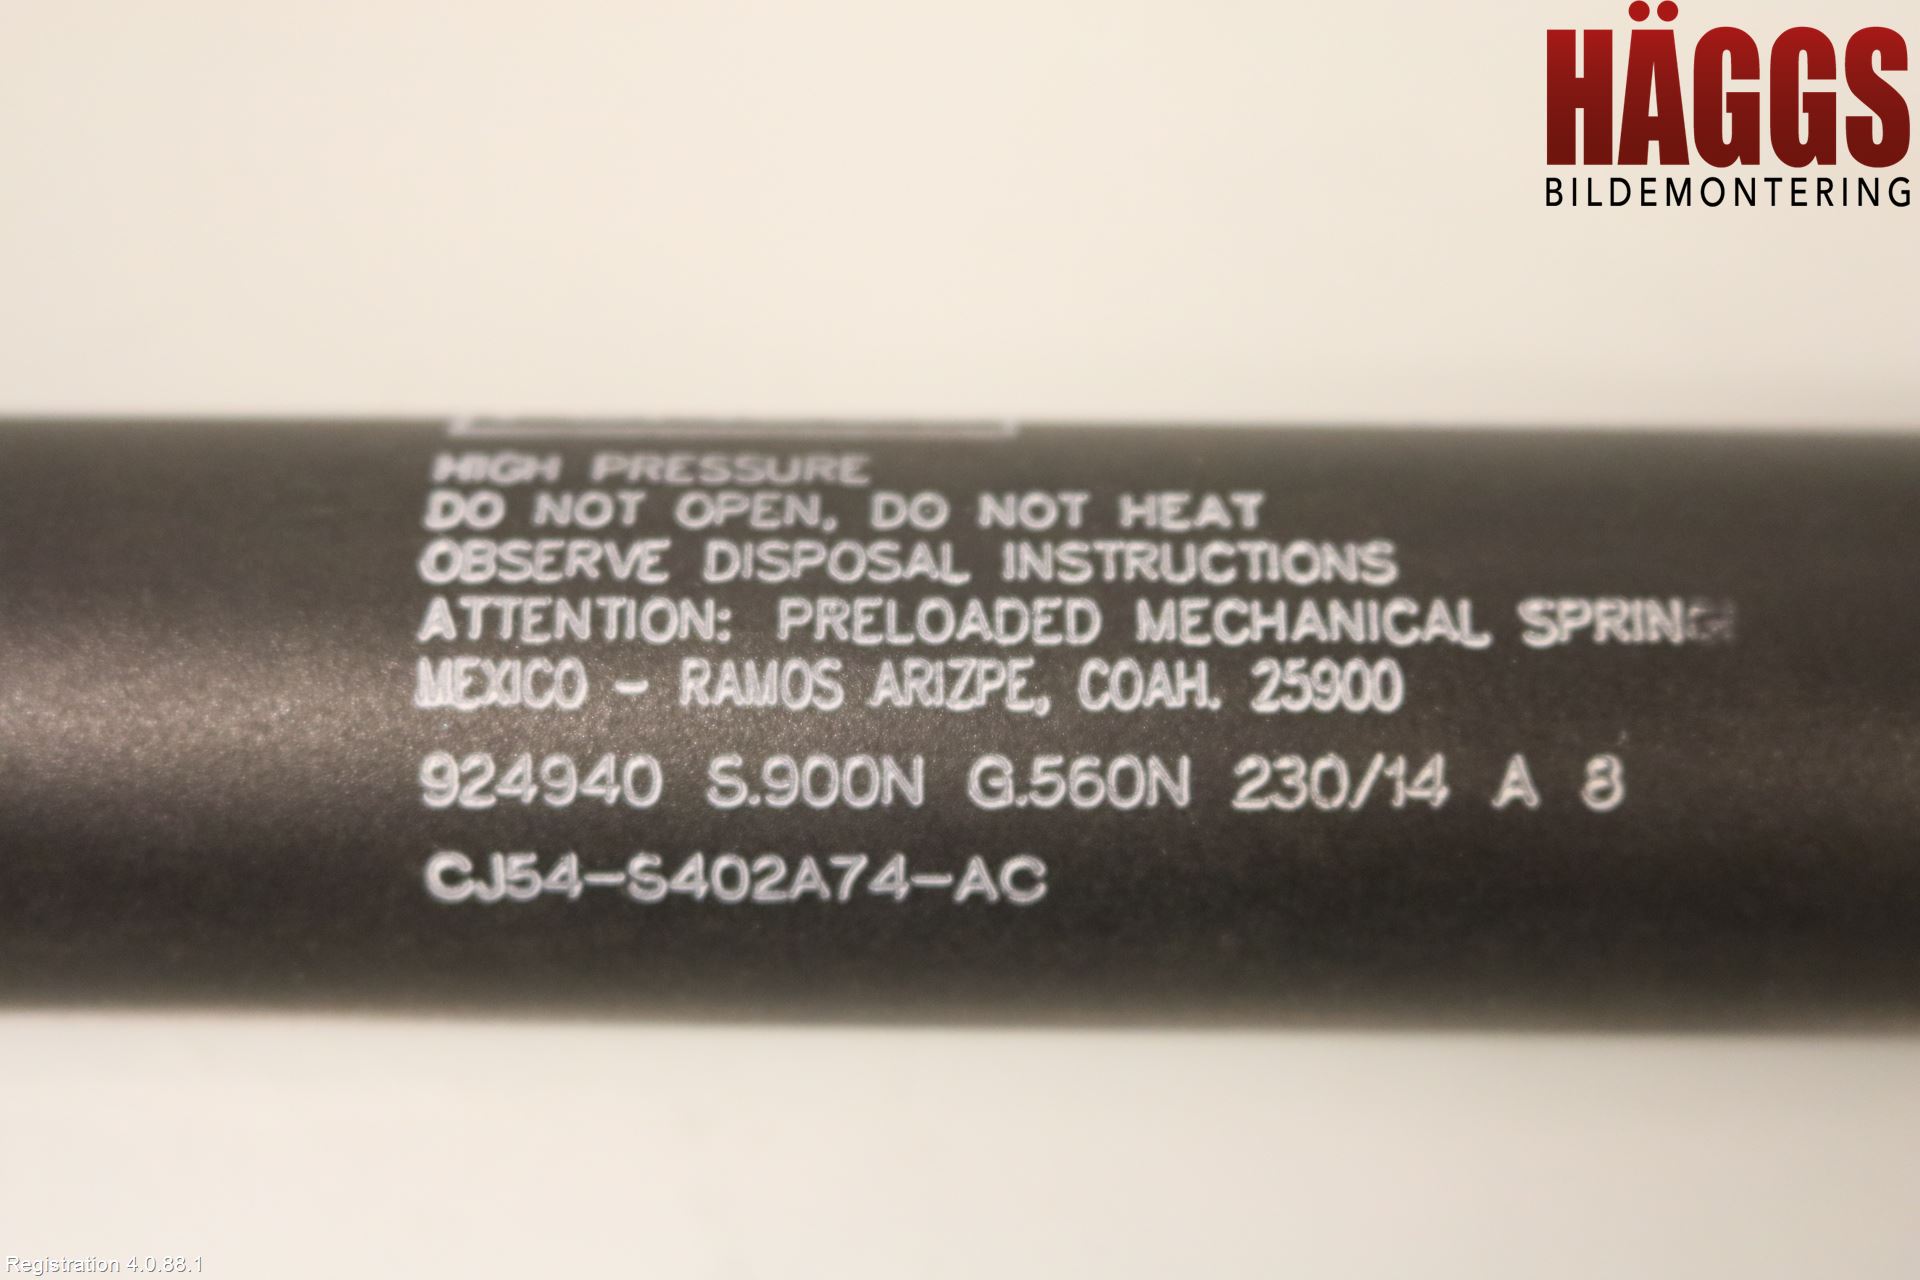 HÄGGS
BILDEMONTERING
HIGH PRESSURE
DO NOT OPEN, DO NOT HEAT
OBSERVE DISPOSAL INSTRUCTIONS
ATTENTION: PRELOADED MECHANICAL
MEXICO - RAMOS ARIZPE, COAH. 25900
924940 S.900N G.560N 230/14 A 8
CJ54-S402A74-AC
Registration 4.0.88.1